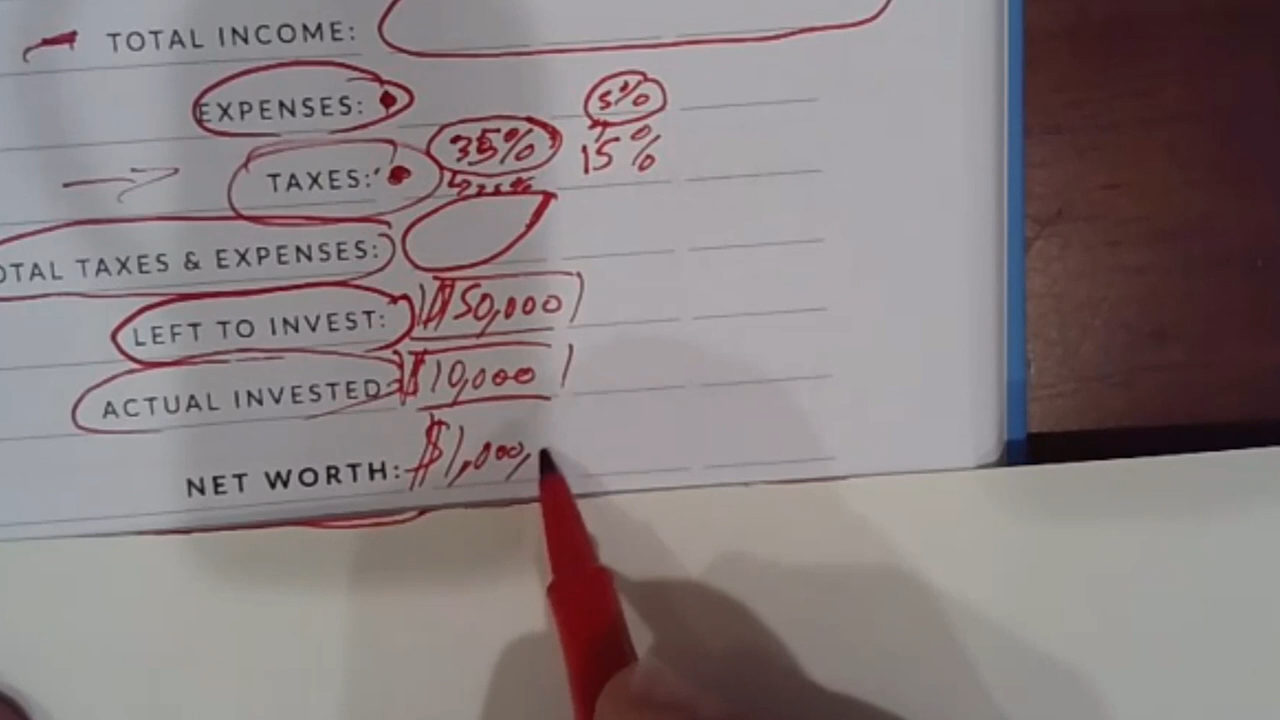 TOTAL INCOME:
EXPENSES: 5%
TAXES: 35% 15%
OTAL TAXES & EXPENSES:
LEFT TO INVEST: $50,000
ACTUAL INVESTED: $10,000
NET WORTH: $1,000,